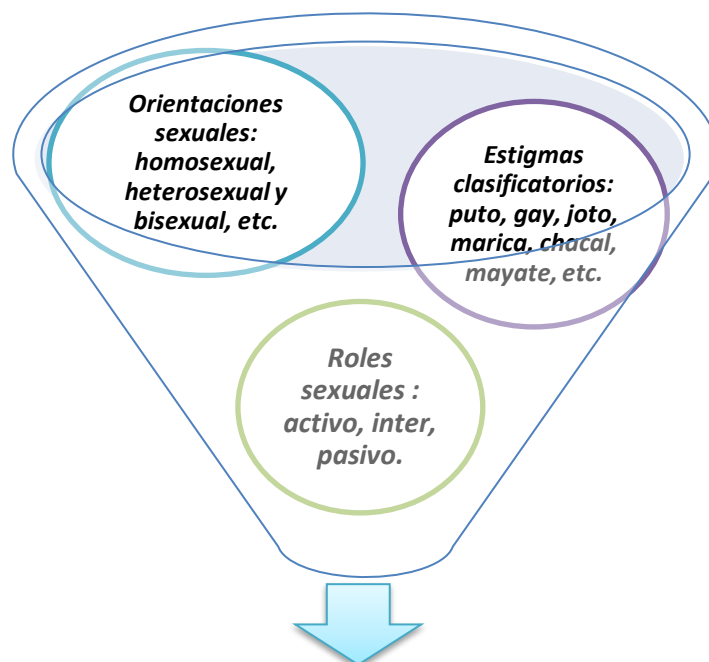 Orientaciones
sexuales:
homosexual,
heterosexual y
bisexual, etc.
Estigmas
clasificatorios:
puto, gay, joto,
marica, chacal,
mayate, etc.
Roles
sexuales :
activo, inter,
pasivo.